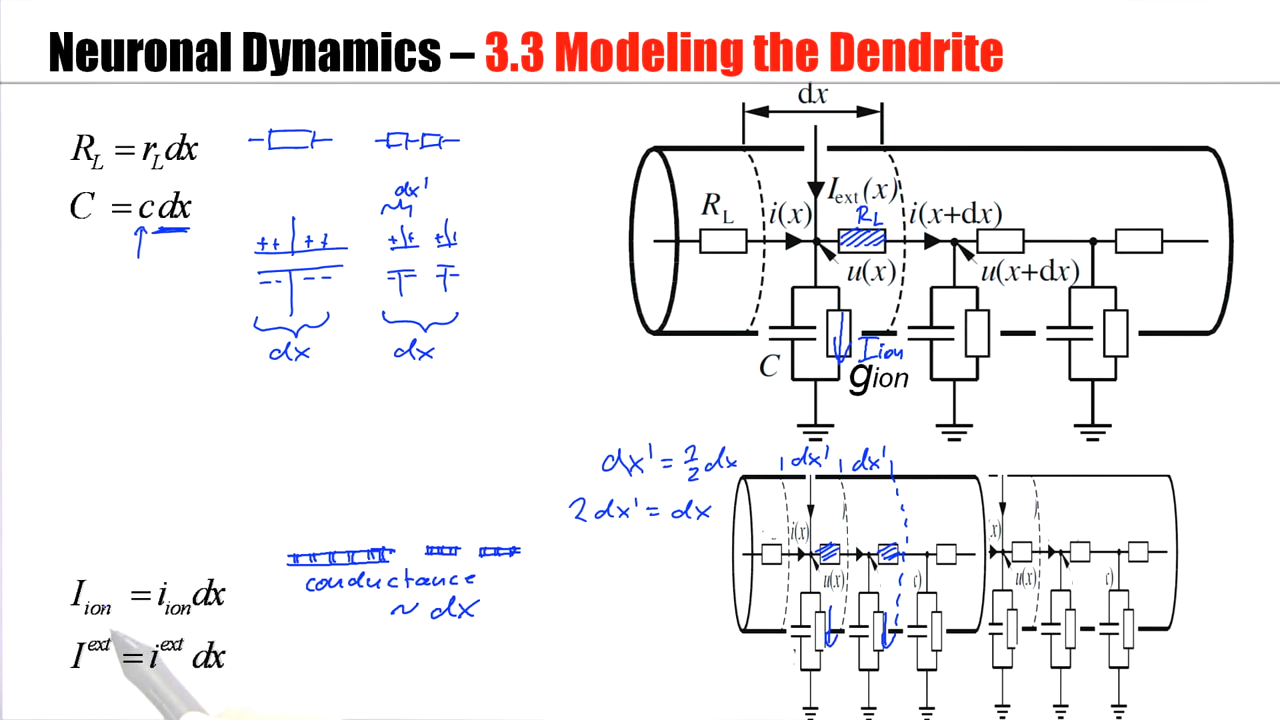 Neuronal Dynamics – 3.3 Modeling the Dendrite
R_L = r_L dx
C = c dx
dx'
dx
dx
dx
I_ext(x)
R_L
i(x)
R_L
i(x+dx)
u(x)
u(x+dx)
C
I_ion
g_ion
dx' = 2/2 dx
2 dx' = dx
dx' dx'
i(x)
u(x)
c)
x)
u(x)
c)
conductance
~ dx
I_ion = i_ion dx
I^ext = i^ext dx